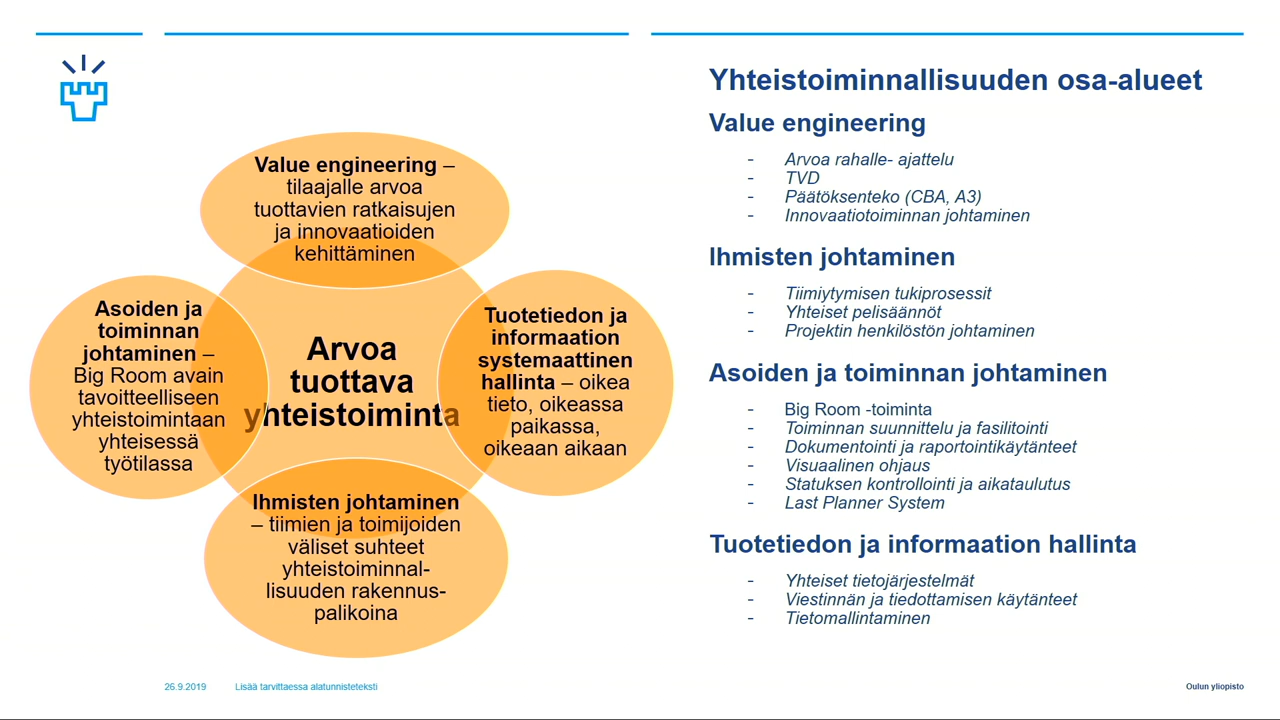 Value engineering –
tilaajalle arvoa
tuottavien ratkaisujen
ja innovaatioiden
kehittäminen
Asoiden ja
toiminnan
johtaminen –
Big Room avain
tavoitteelliseen
yhteistoimintaan
yhteisessä
työtilassa
Arvoa
tuottava
yhteistoiminta
Tuotetiedon ja
informaation
systemaattinen
hallinta – oikea
tieto, oikeassa
paikassa,
oikeaan aikaan
Ihmisten johtaminen
– tiimien ja toimijoiden
väliset suhteet
yhteistoiminnal-
lisuuden rakennus-
palikoina
Yhteistoiminnallisuuden osa-alueet
Value engineering
- Arvoa rahalle- ajattelu
- TVD
- Päätöksenteko (CBA, A3)
- Innovaatiotoiminnan johtaminen
Ihmisten johtaminen
- Tiimiytymisen tukiprosessit
- Yhteiset pelisäännöt
- Projektin henkilöstön johtaminen
Asoiden ja toiminnan johtaminen
- Big Room -toiminta
- Toiminnan suunnittelu ja fasilitointi
- Dokumentointi ja raportointikäytänteet
- Visuaalinen ohjaus
- Statuksen kontrollointi ja aikataulutus
- Last Planner System
Tuotetiedon ja informaation hallinta
- Yhteiset tietojärjestelmät
- Viestinnän ja tiedottamisen käytänteet
- Tietomallintaminen
26.9.2019 Lisää tarvittaessa alatunnisteteksti
Oulun yliopisto